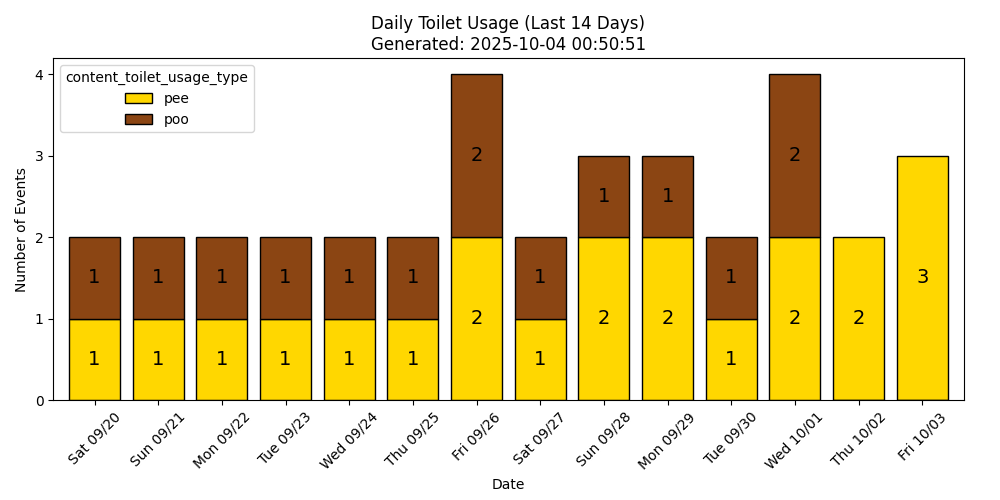 Daily Toilet Usage (Last 14 Days)
Generated: 2025-10-04 00:50:51
content_toilet_usage_type
pee
poo
Number of Events
4
3
2
1
0
2 2
1 1
1 1 1 1 1 1 1 1
2 2 2 2 2 3
1 1 1 1 1 1 1 1
Sat 09/20 Sun 09/21 Mon 09/22 Tue 09/23 Wed 09/24 Thu 09/25 Fri 09/26 Sat 09/27 Sun 09/28 Mon 09/29 Tue 09/30 Wed 10/01 Thu 10/02 Fri 10/03
Date